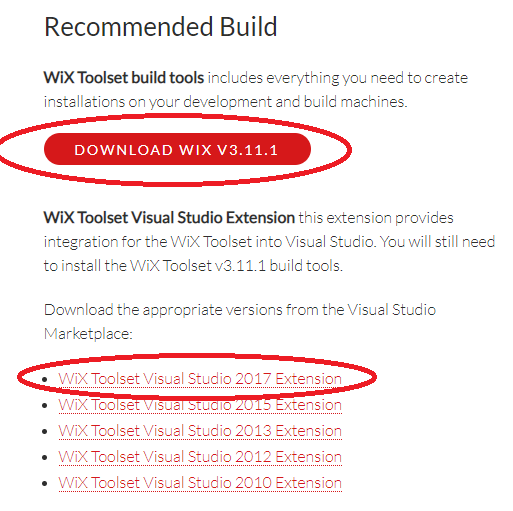 Recommended Build
WiX Toolset build tools includes everything you need to create
installations on your development and build machines.
DOWNLOAD WIX V3.11.1
WiX Toolset Visual Studio Extension this extension provides
integration for the WiX Toolset into Visual Studio. You will still need
to install the WiX Toolset v3.11.1 build tools.
Download the appropriate versions from the Visual Studio
Marketplace:
• WiX Toolset Visual Studio 2017 Extension
• WiX Toolset Visual Studio 2015 Extension
• WiX Toolset Visual Studio 2013 Extension
• WiX Toolset Visual Studio 2012 Extension
• WiX Toolset Visual Studio 2010 Extension